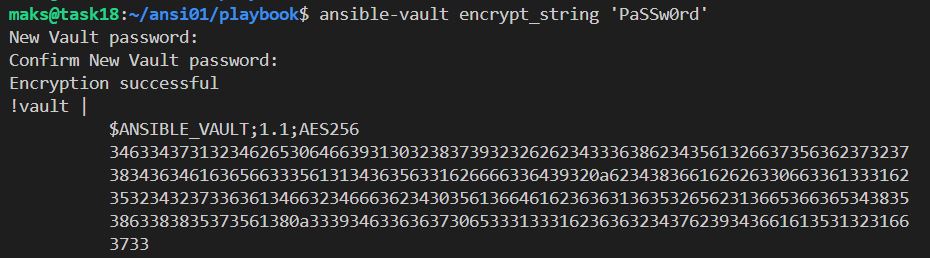 maks@task18:~/ansi01/playbook$ ansible-vault encrypt_string 'PaSSw0rd'
New Vault password:
Confirm New Vault password:
Encryption successful
!vault |
$ANSIBLE_VAULT;1.1;AES256
34633437313234626530646639313032383739323262623433363862343561326637356362373237
3834363461636566333561313436356331626666336439320a623438366162626330663361333162
35323432373363613466323466636234303561366461623636313635326562313665366365343835
3863383835373561380a333934633636373065333133316236363234376239343661613531323166
3733